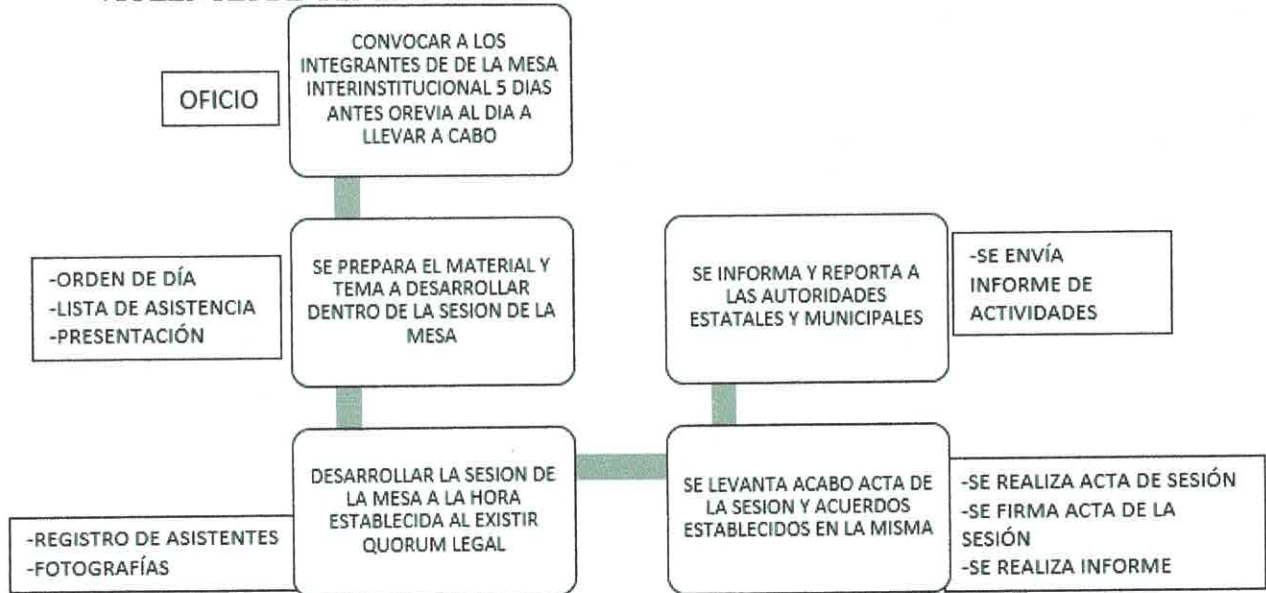 CONVOCAR A LOS
INTEGRANTES DE DE LA MESA
INTERINSTITUCIONAL 5 DIAS
ANTES OREVIA AL DIA A
LLEVAR A CABO
OFICIO
SE PREPARA EL MATERIAL Y
TEMA A DESARROLLAR
DENTRO DE LA SESION DE LA
MESA
-ORDEN DE DÍA
-LISTA DE ASISTENCIA
-PRESENTACIÓN
DESARROLLAR LA SESION DE
LA MESA A LA HORA
ESTABLECIDA AL EXISTIR
QUORUM LEGAL
-REGISTRO DE ASISTENTES
-FOTOGRAFÍAS
SE LEVANTA ACABO ACTA DE
LA SESION Y ACUERDOS
ESTABLECIDOS EN LA MISMA
-SE REALIZA ACTA DE SESIÓN
-SE FIRMA ACTA DE LA
SESIÓN
-SE REALIZA INFORME
SE INFORMA Y REPORTA A
LAS AUTORIDADES
ESTATALES Y MUNICIPALES
-SE ENVÍA
INFORME DE
ACTIVIDADES